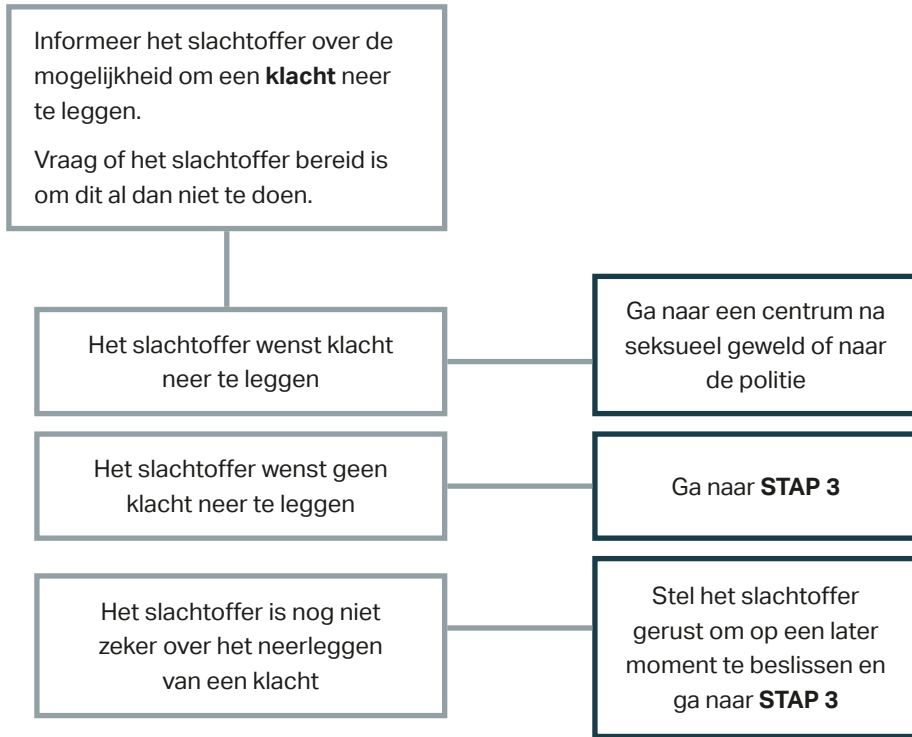 Informeer het slachtoffer over de
mogelijkheid om een klacht neer
te leggen.
Vraag of het slachtoffer bereid is
om dit al dan niet te doen.
Het slachtoffer wenst klacht
neer te leggen
Ga naar een centrum na
seksueel geweld of naar
de politie
Het slachtoffer wenst geen
klacht neer te leggen
Ga naar STAP 3
Het slachtoffer is nog niet
zeker over het neerleggen
van een klacht
Stel het slachtoffer
gerust om op een later
moment te beslissen en
ga naar STAP 3